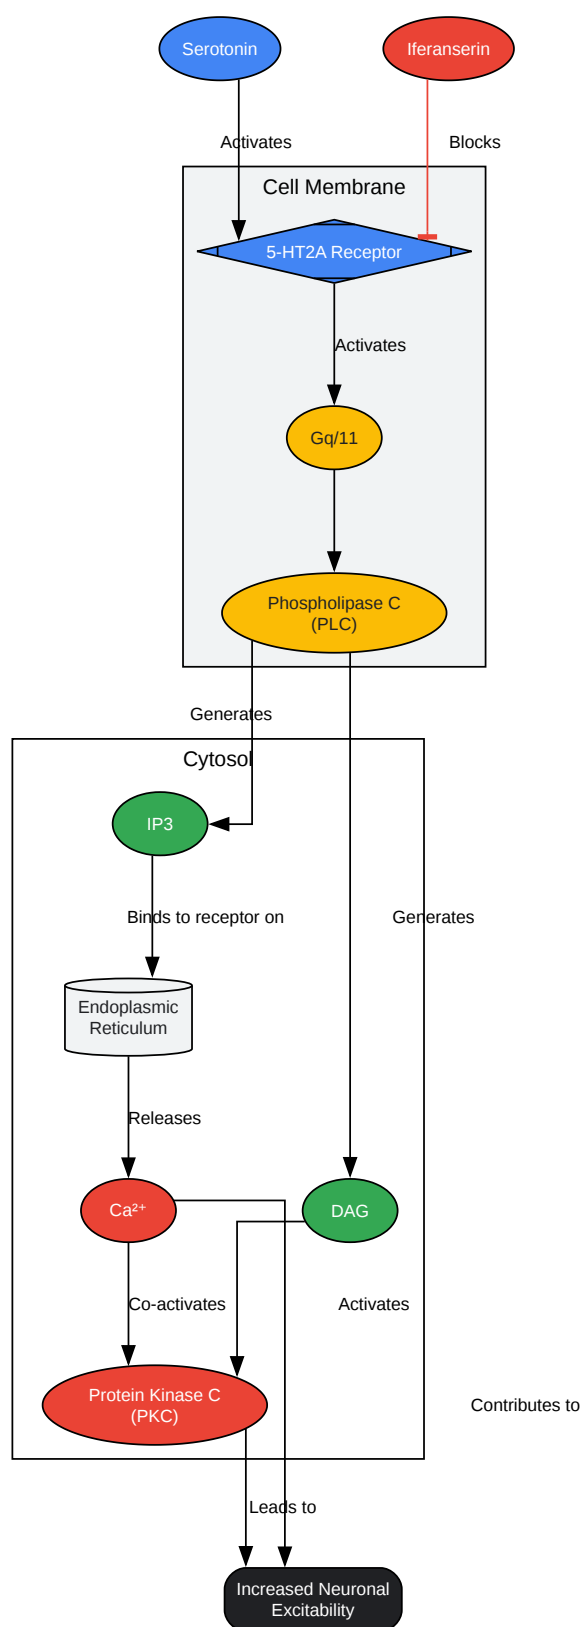 Serotonin
Iferanserin
Activates
Blocks
Cell Membrane
5-HT2A Receptor
Activates
Gq/11
Phospholipase C
(PLC)
Generates
Cytosol
IP3
Binds to receptor on
Generates
Endoplasmic
Reticulum
Releases
Ca²⁺
DAG
Co-activates
Activates
Protein Kinase C
(PKC)
Contributes to
Leads to
Increased Neuronal
Excitability